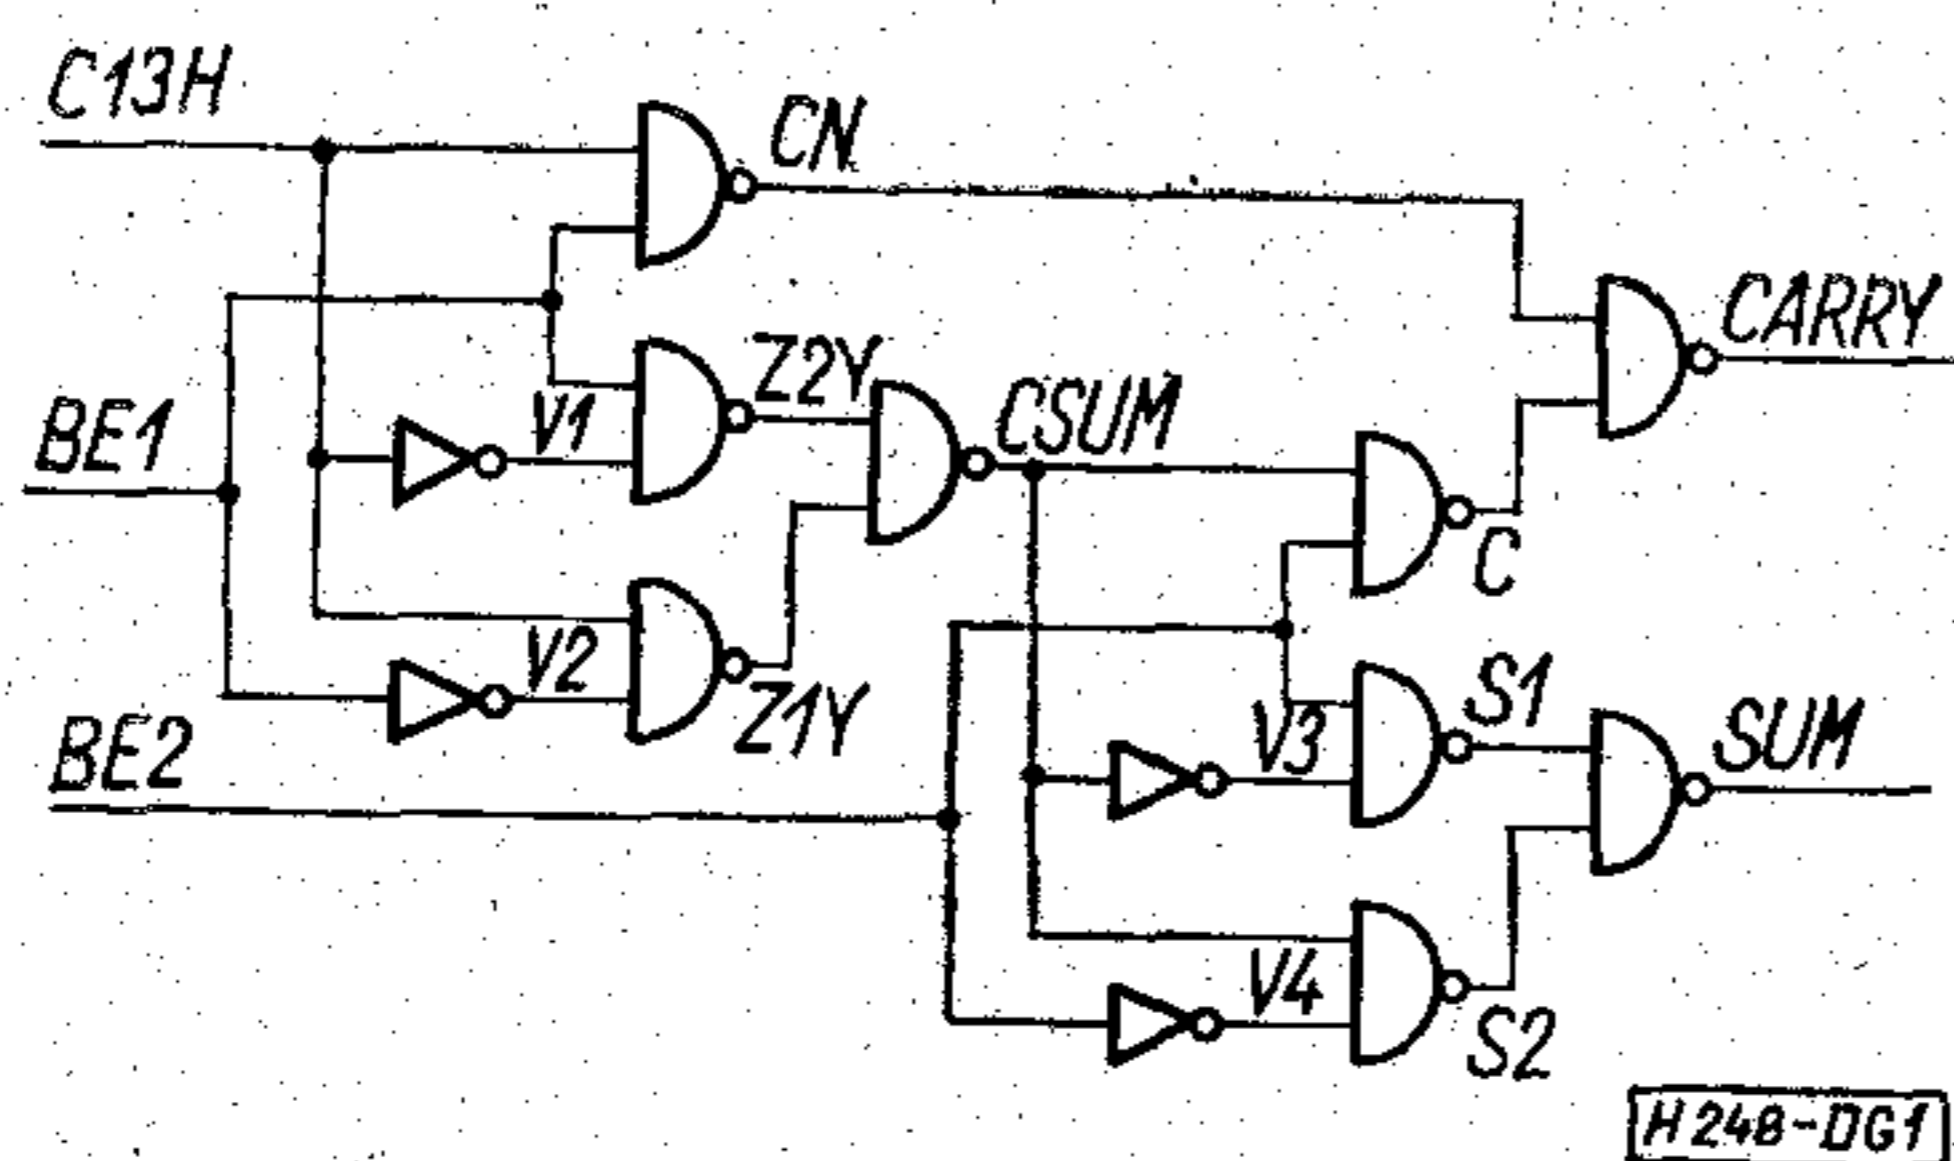 C13H
CN
CARRY
BE1
V1
Z2Y
CSUM
C
V2
Z1Y
BE2
V3
S1
SUM
V4
S2
H248-DG1